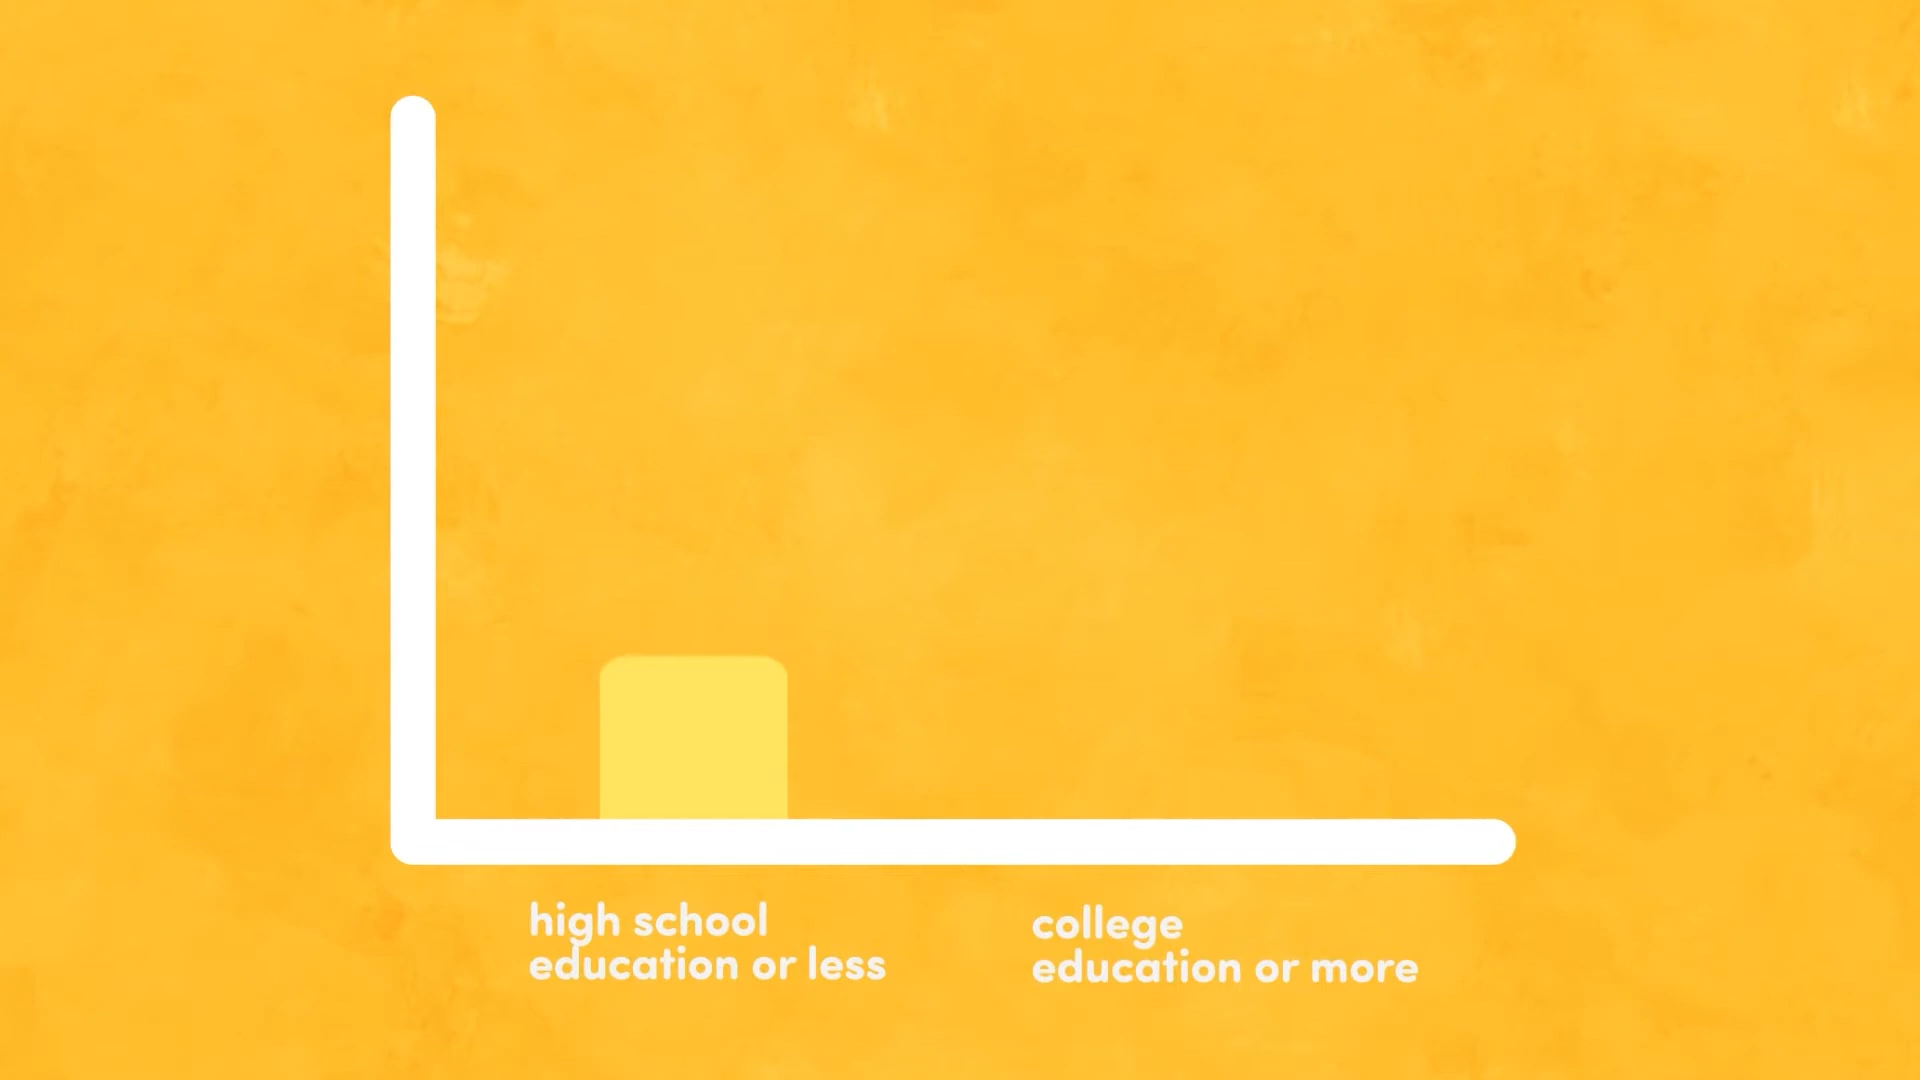 high school
education or less
college
education or more